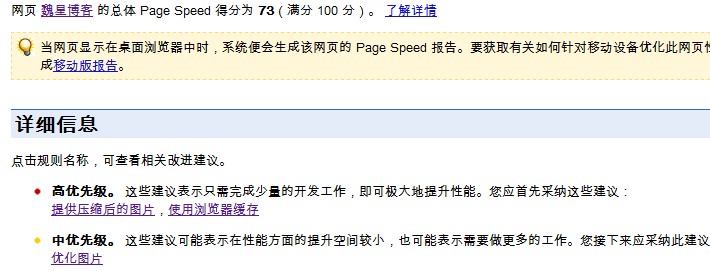 网页 魏星博客 的总体 Page Speed 得分为 73（满分 100 分）。 了解详情
当网页显示在桌面浏览器中时，系统便会生成该网页的 Page Speed 报告。要获取有关如何针对移动设备优化此网页
成移动版报告。
详细信息
点击规则名称，可查看相关改进建议。
高优先级。 这些建议表示只需完成少量的开发工作，即可极大地提升性能。您应首先采纳这些建议：
提供压缩后的图片，使用浏览器缓存
中优先级。 这些建议可能表示在性能方面的提升空间较小，也可能表示需要做更多的工作。您接下来应采纳此建议
优化图片